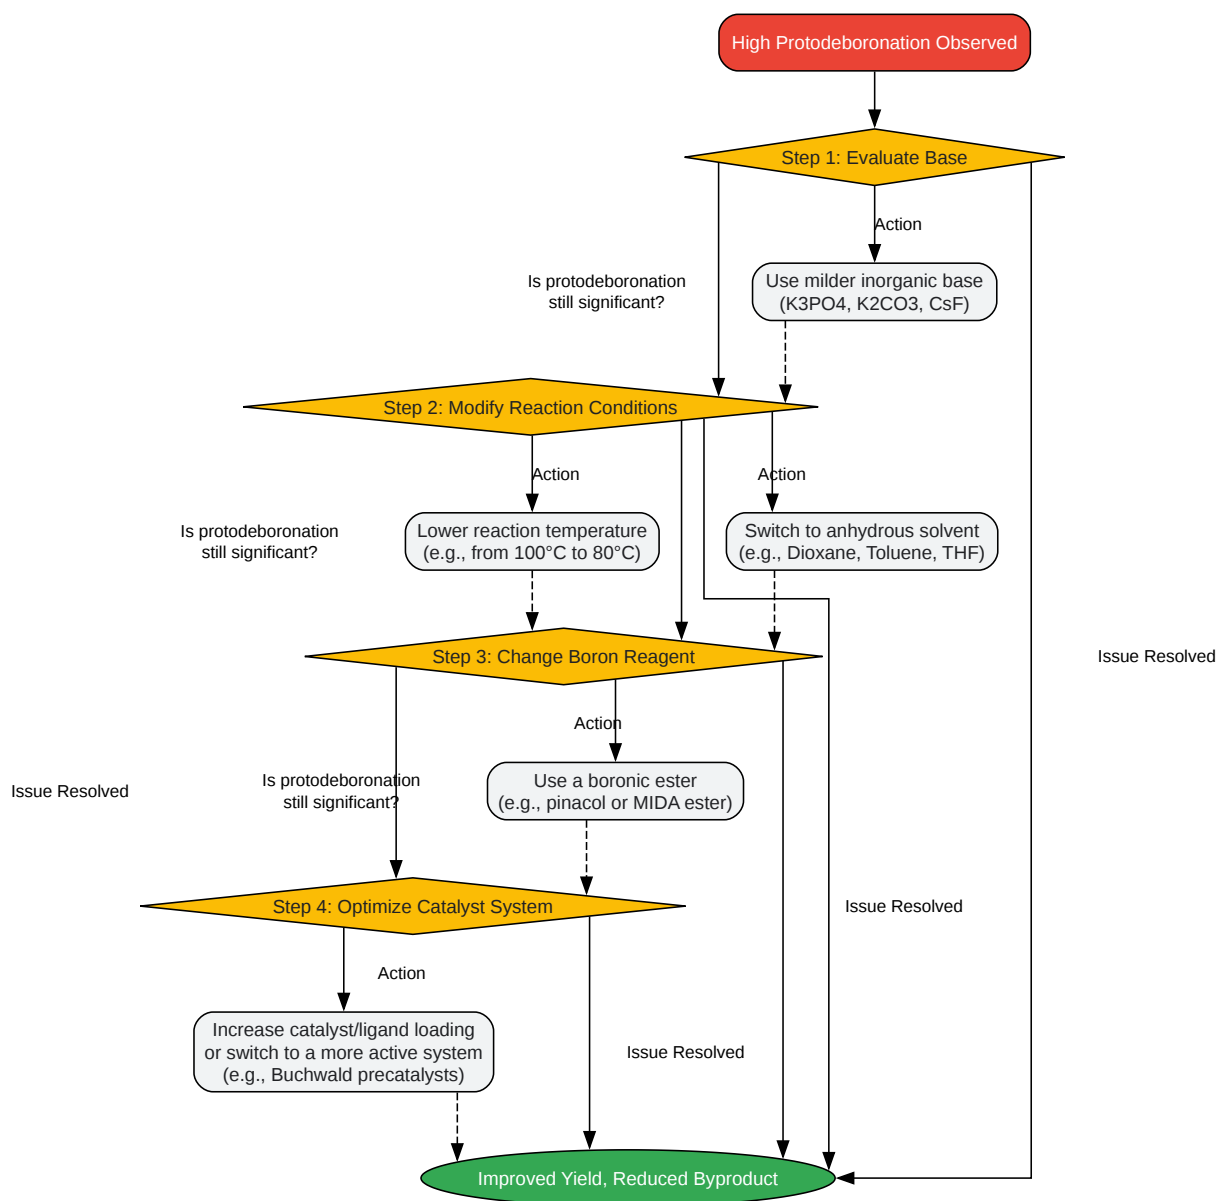 High Protodeboronation Observed
Step 1: Evaluate Base
Action
Is protodeboronation
still significant?
Use milder inorganic base
(K3PO4, K2CO3, CsF)
Step 2: Modify Reaction Conditions
Action
Action
Is protodeboronation
still significant?
Lower reaction temperature
(e.g., from 100°C to 80°C)
Switch to anhydrous solvent
(e.g., Dioxane, Toluene, THF)
Step 3: Change Boron Reagent
Issue Resolved
Action
Issue Resolved
Is protodeboronation
still significant?
Use a boronic ester
(e.g., pinacol or MIDA ester)
Step 4: Optimize Catalyst System
Issue Resolved
Action
Increase catalyst/ligand loading
or switch to a more active system
(e.g., Buchwald precatalysts)
Issue Resolved
Improved Yield, Reduced Byproduct